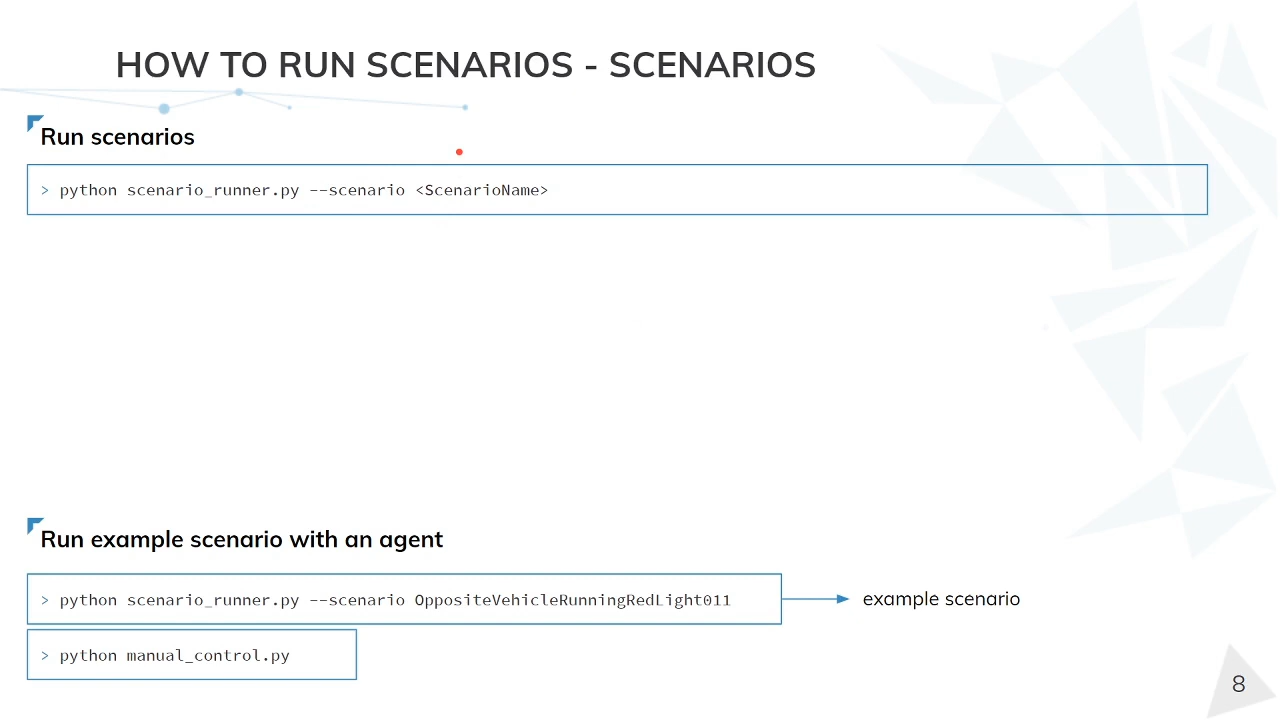 HOW TO RUN SCENARIOS - SCENARIOS
Run scenarios
> python scenario_runner.py --scenario <ScenarioName>
Run example scenario with an agent
> python scenario_runner.py --scenario OppositeVehicleRunningRedLight011
example scenario
> python manual_control.py
8